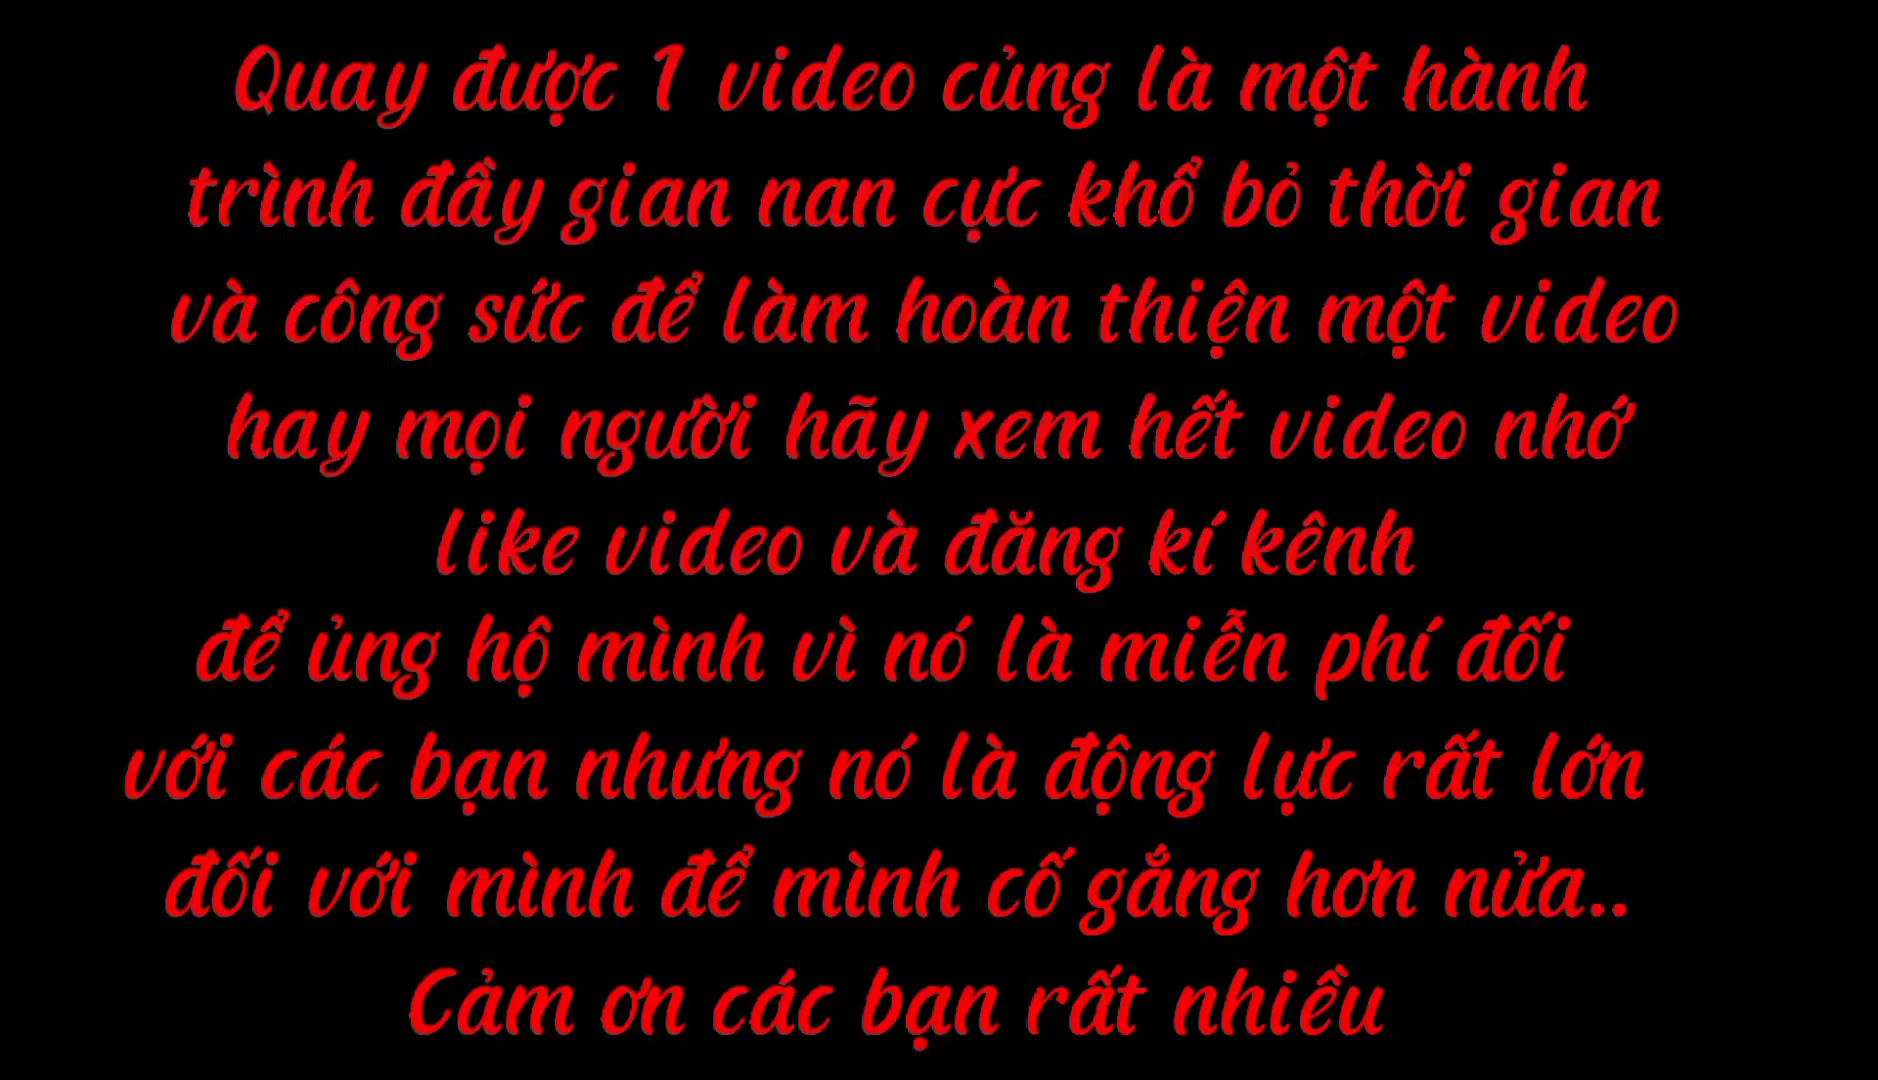 Quay được 1 video củng là một hành
trình đầy gian nan cực khổ bỏ thời gian
và công sức để làm hoàn thiện một video
hay mọi người hãy xem hết video nhớ
like video và đăng kí kênh
để ủng hộ mình vì nó là miễn phí đối
với các bạn nhưng nó là động lực rất lớn
đối với mình để mình cố gắng hơn nửa..
Cảm ơn các bạn rất nhiều